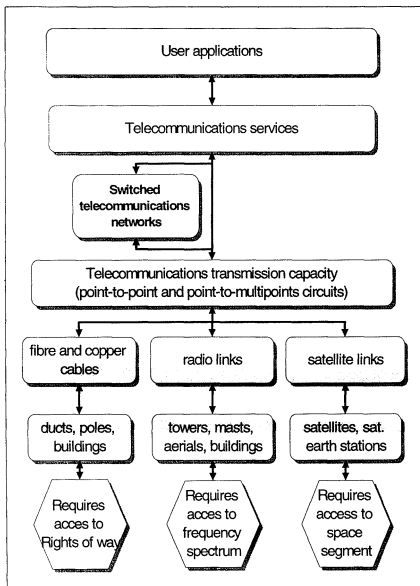 User applications
Telecommunications services
Switched
telecommunications
networks
Telecommunications transmission capacity
(point-to-point and point-to-multipoints circuits)
fibre and copper
cables
radio links
satellite links
ducts, poles,
buildings
towers, masts,
aerials, buildings
satellites, sat.
earth stations
Requires
acces to
Rights of way
Requires
acces to
frequency
spectrum
Requires
access to
space
segment